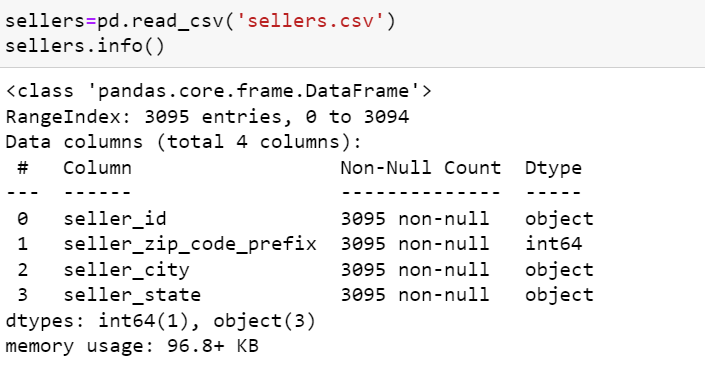 sellers=pd.read_csv('sellers.csv')
sellers.info()
<class 'pandas.core.frame.DataFrame'>
RangeIndex: 3095 entries, 0 to 3094
Data columns (total 4 columns):
 #   Column                  Non-Null Count  Dtype
---  ------                  --------------  -----
 0   seller_id               3095 non-null   object
 1   seller_zip_code_prefix  3095 non-null   int64
 2   seller_city             3095 non-null   object
 3   seller_state            3095 non-null   object
dtypes: int64(1), object(3)
memory usage: 96.8+ KB